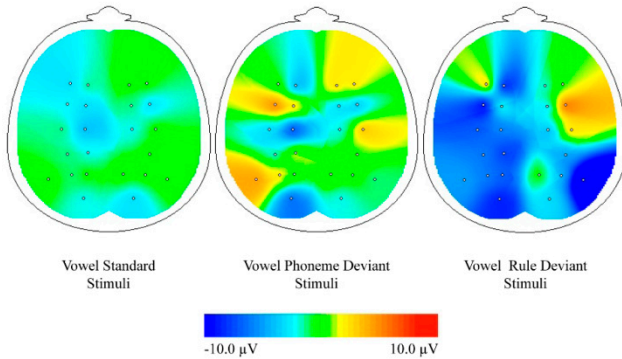 Vowel Standard
Stimuli
Vowel Phoneme Deviant
Stimuli
Vowel Rule Deviant
Stimuli
-10.0 µV 10.0 µV